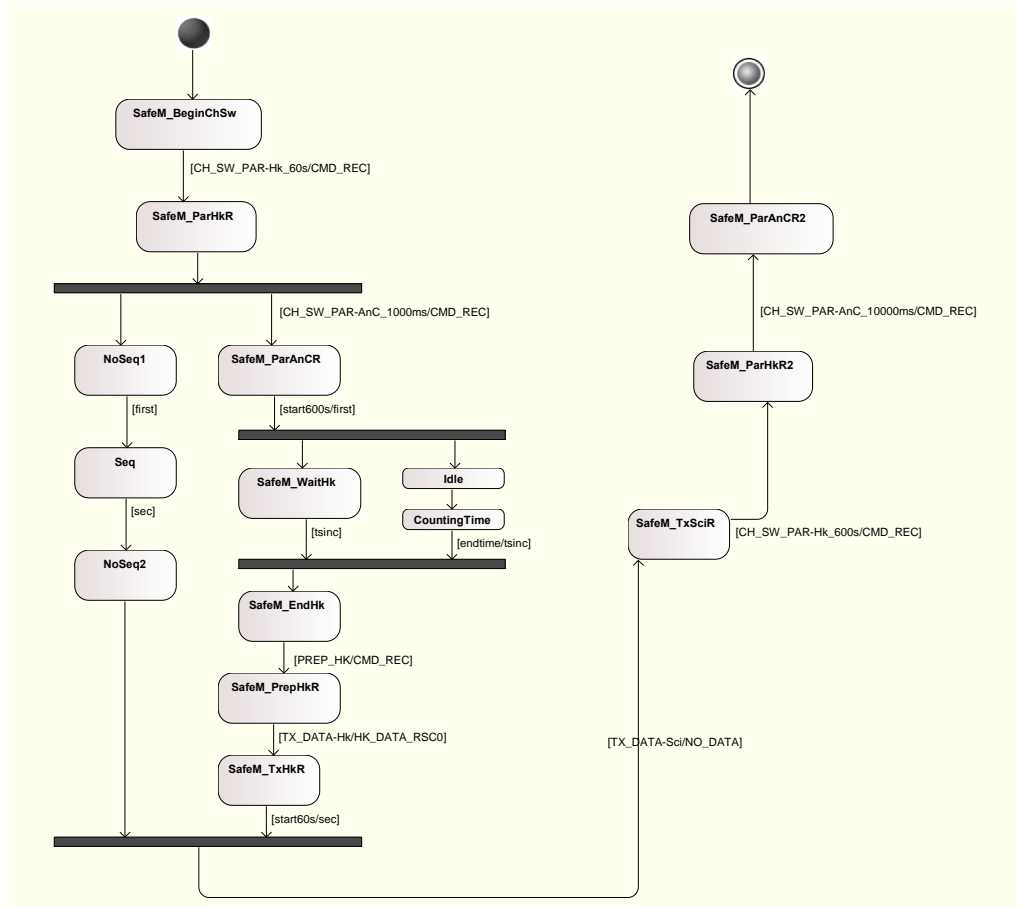 SafeM_BeginChSw
[CH_SW_PAR-Hk_60s/CMD_REC]
SafeM_ParHkR
[CH_SW_PAR-AnC_1000ms/CMD_REC]
NoSeq1
SafeM_ParAnCR
[first]
[start600s/first]
Seq
SafeM_WaitHk
Idle
CountingTime
[sec]
[tsinc]
[endtime/tsinc]
NoSeq2
SafeM_EndHk
[PREP_HK/CMD_REC]
SafeM_PrepHkR
[TX_DATA-Hk/HK_DATA_RSC0]
SafeM_TxHkR
[start60s/sec]
[TX_DATA-Sci/NO_DATA]
SafeM_TxSciR
[CH_SW_PAR-Hk_600s/CMD_REC]
SafeM_ParHkR2
[CH_SW_PAR-AnC_10000ms/CMD_REC]
SafeM_ParAnCR2